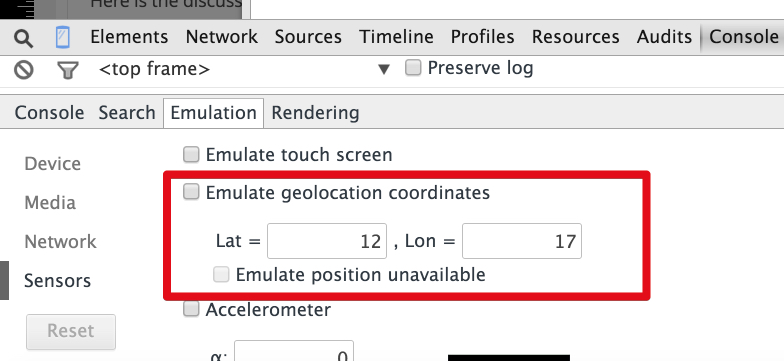 Here is the discuss
Elements Network Sources Timeline Profiles Resources Audits Console
<top frame> ▼ Preserve log
Console Search Emulation Rendering
Device
Media
Network
Sensors
Reset
Emulate touch screen
Emulate geolocation coordinates
Lat = 12 , Lon = 17
Emulate position unavailable
Accelerometer
α: 0